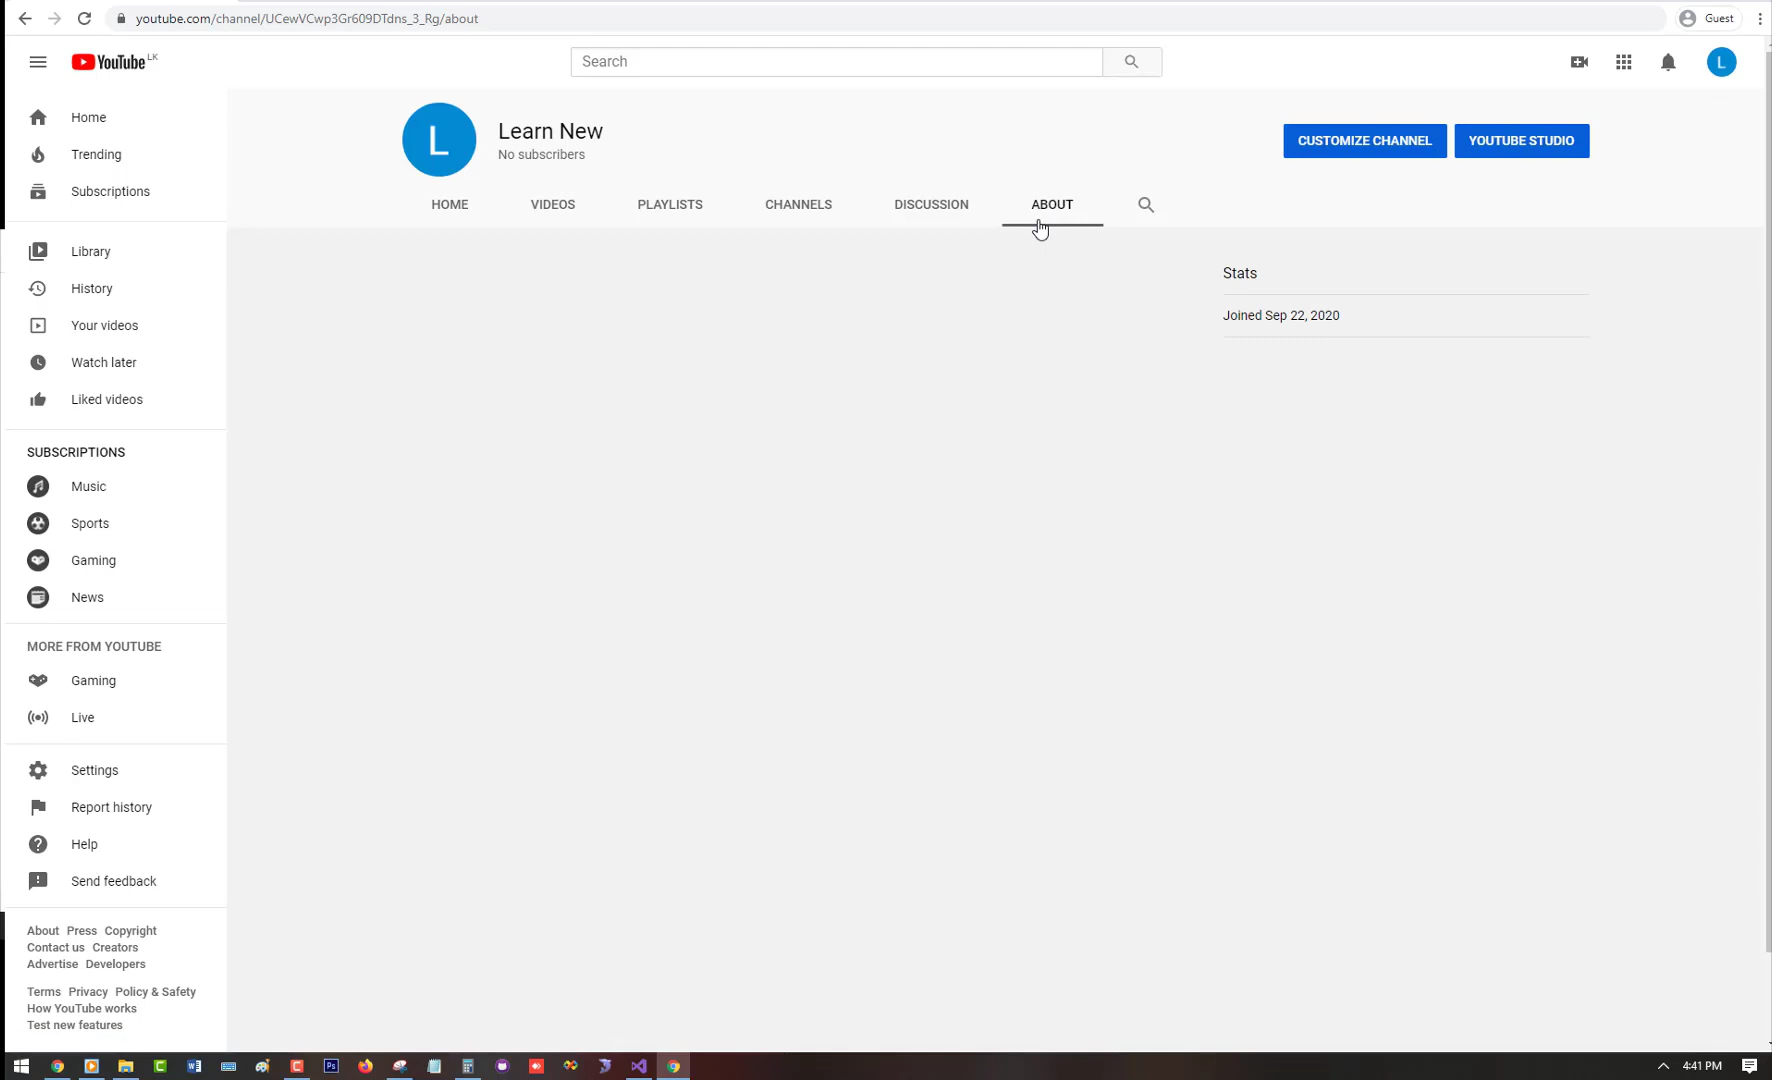 youtube.com/channel/UCewVCwp3Gr609DTdns_3_Rg/about
Guest
YouTube LK
Search
L
Home
Trending
Subscriptions
Library
History
Your videos
Watch later
Liked videos
SUBSCRIPTIONS
Music
Sports
Gaming
News
MORE FROM YOUTUBE
Gaming
Live
Settings
Report history
Help
Send feedback
About Press Copyright
Contact us Creators
Advertise Developers
Terms Privacy Policy & Safety
How YouTube works
Test new features
L
Learn New
No subscribers
CUSTOMIZE CHANNEL YOUTUBE STUDIO
HOME VIDEOS PLAYLISTS CHANNELS DISCUSSION ABOUT
Stats
Joined Sep 22, 2020
4:41 PM